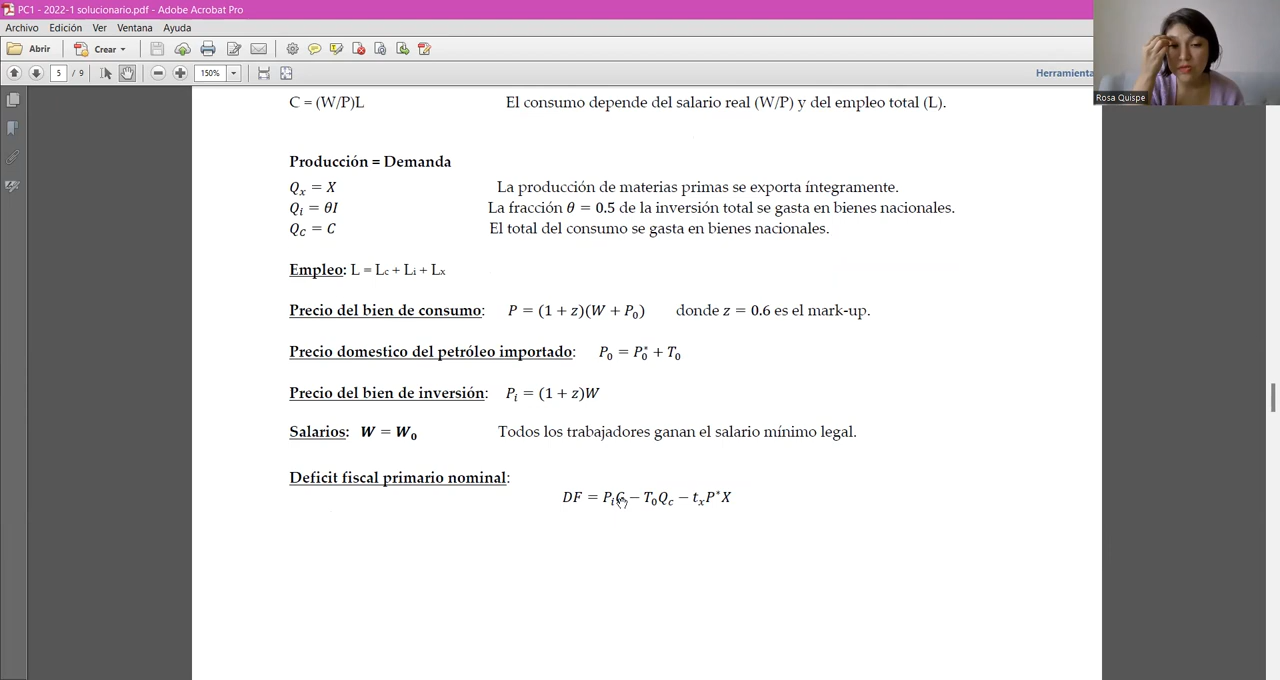 PC1 - 2022-1 solucionario.pdf - Adobe Acrobat Pro
Archivo Edición Ver Ventana Ayuda
Abrir Crear
5 / 9 150% Herramienta
Rosa Quispe
C = (W/P)L El consumo depende del salario real (W/P) y del empleo total (L).
Producción = Demanda
Qₓ = X La producción de materias primas se exporta íntegramente.
Qᵢ = θI La fracción θ = 0.5 de la inversión total se gasta en bienes nacionales.
Q_c = C El total del consumo se gasta en bienes nacionales.
Empleo: L = L_c + Lᵢ + Lₓ
Precio del bien de consumo: P = (1 + z)(W + P₀) donde z = 0.6 es el mark-up.
Precio domestico del petróleo importado: P₀ = P₀* + T₀
Precio del bien de inversión: Pᵢ = (1 + z)W
Salarios: W = W₀ Todos los trabajadores ganan el salario mínimo legal.
Deficit fiscal primario nominal:
DF = PᵢG − T₀Q_c − tₓP*X